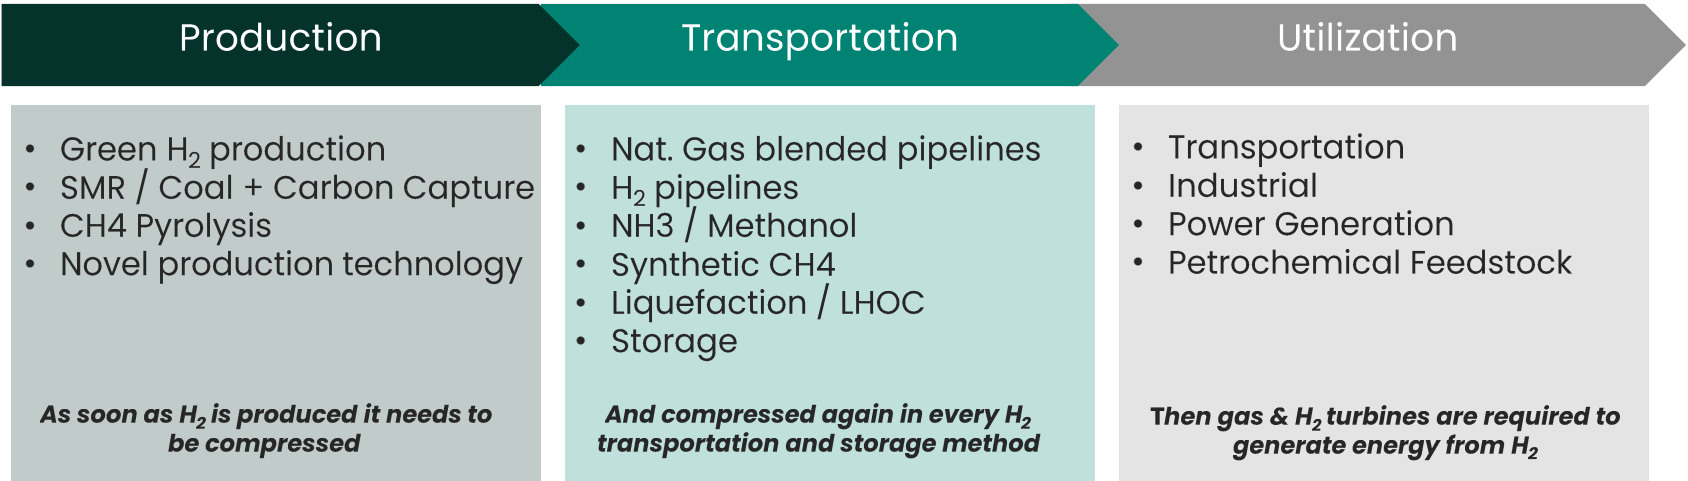 Production
Transportation
Utilization
• Green H₂ production
• SMR / Coal + Carbon Capture
• CH4 Pyrolysis
• Novel production technology
As soon as H₂ is produced it needs to
be compressed
• Nat. Gas blended pipelines
• H₂ pipelines
• NH3 / Methanol
• Synthetic CH4
• Liquefaction / LHOC
• Storage
And compressed again in every H₂
transportation and storage method
• Transportation
• Industrial
• Power Generation
• Petrochemical Feedstock
Then gas & H₂ turbines are required to
generate energy from H₂